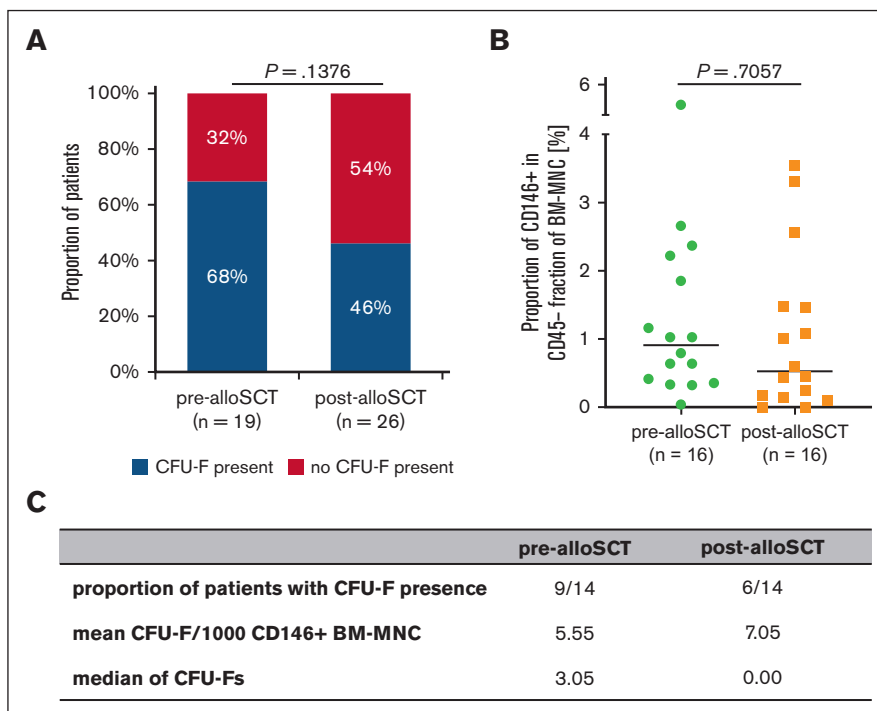 A
P = .1376
100%
80%
60%
40%
20%
0%
Proportion of patients
32%
68%
54%
46%
pre-alloSCT
(n = 19)
post-alloSCT
(n = 26)
CFU-F present
no CFU-F present
B
P = .7057
6
4
3
2
1
0
Proportion of CD146+ in
CD45– fraction of BM-MNC [%]
pre-alloSCT
(n = 16)
post-alloSCT
(n = 16)
C
pre-alloSCT post-alloSCT
proportion of patients with CFU-F presence 9/14 6/14
mean CFU-F/1000 CD146+ BM-MNC 5.55 7.05
median of CFU-Fs 3.05 0.00